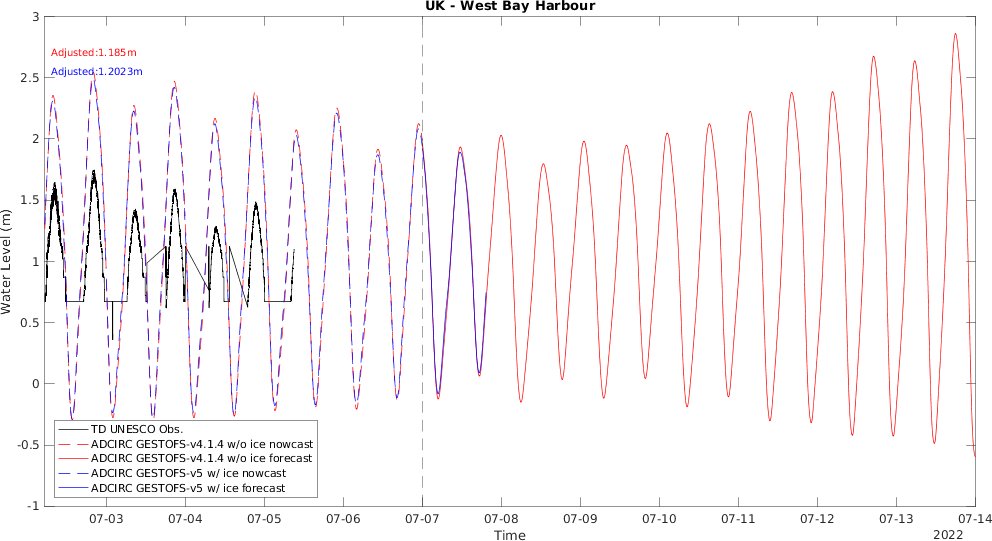 UK - West Bay Harbour
3
2.5
2
1.5
1
0.5
0
-0.5
-1
Water Level (m)
Adjusted:1.185m
Adjusted:1.2023m
TD UNESCO Obs.
ADCIRC GESTOFS-v4.1.4 w/o ice nowcast
ADCIRC GESTOFS-v4.1.4 w/o ice forecast
ADCIRC GESTOFS-v5 w/ ice nowcast
ADCIRC GESTOFS-v5 w/ ice forecast
07-03 07-04 07-05 07-06 07-07 07-08 07-09 07-10 07-11 07-12 07-13 07-14
Time
2022